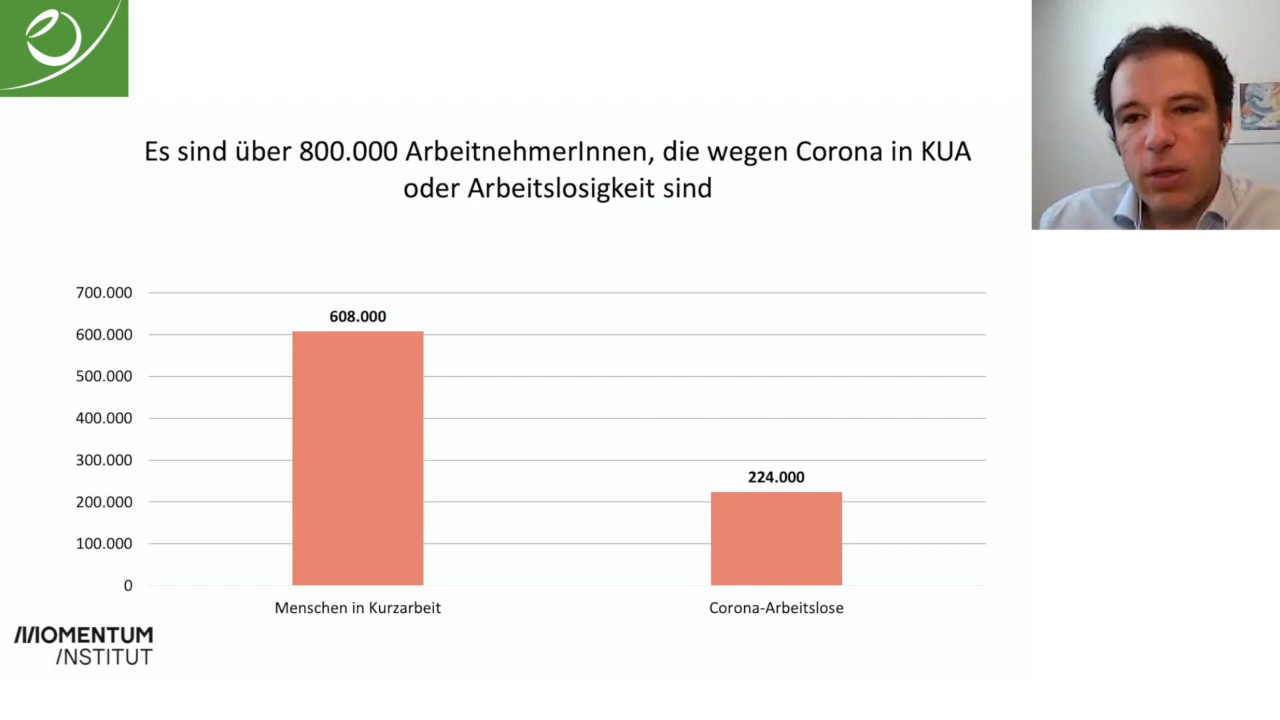 Es sind über 800.000 ArbeitnehmerInnen, die wegen Corona in KUA
oder Arbeitslosigkeit sind
700.000
600.000
500.000
400.000
300.000
200.000
100.000
0
608.000
224.000
Menschen in Kurzarbeit
Corona-Arbeitslose
MOMENTUM
INSTITUT